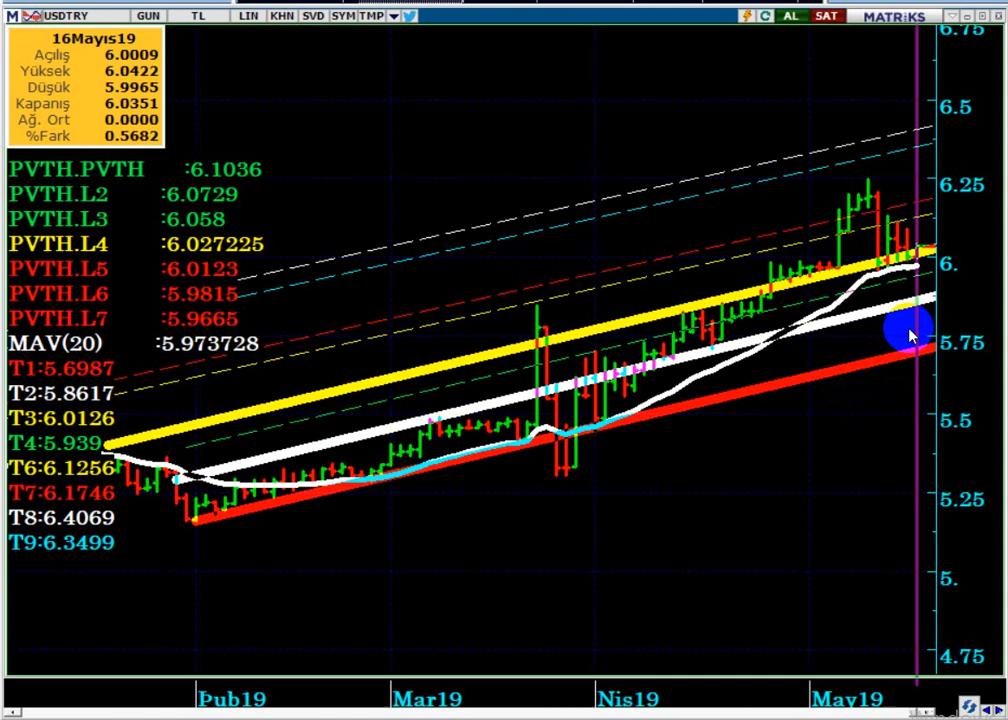 M USDTRY GUN TL LIN KHN SVD SYM TMP AL SAT MATRiKS
16Mayıs19
Açılış 6.0009
Yüksek 6.0422
Düşük 5.9965
Kapanış 6.0351
Ağ. Ort 0.0000
%Fark 0.5682
PVTH.PVTH :6.1036
PVTH.L2 :6.0729
PVTH.L3 :6.058
PVTH.L4 :6.027225
PVTH.L5 :6.0123
PVTH.L6 :5.9815
PVTH.L7 :5.9665
MAV(20) :5.973728
T1:5.6987
T2:5.8617
T3:6.0126
T4:5.939
T6:6.1256
T7:6.1746
T8:6.4069
T9:6.3499
6.75
6.5
6.25
6.
5.75
5.5
5.25
5.
4.75
Þub19 Mar19 Nis19 May19